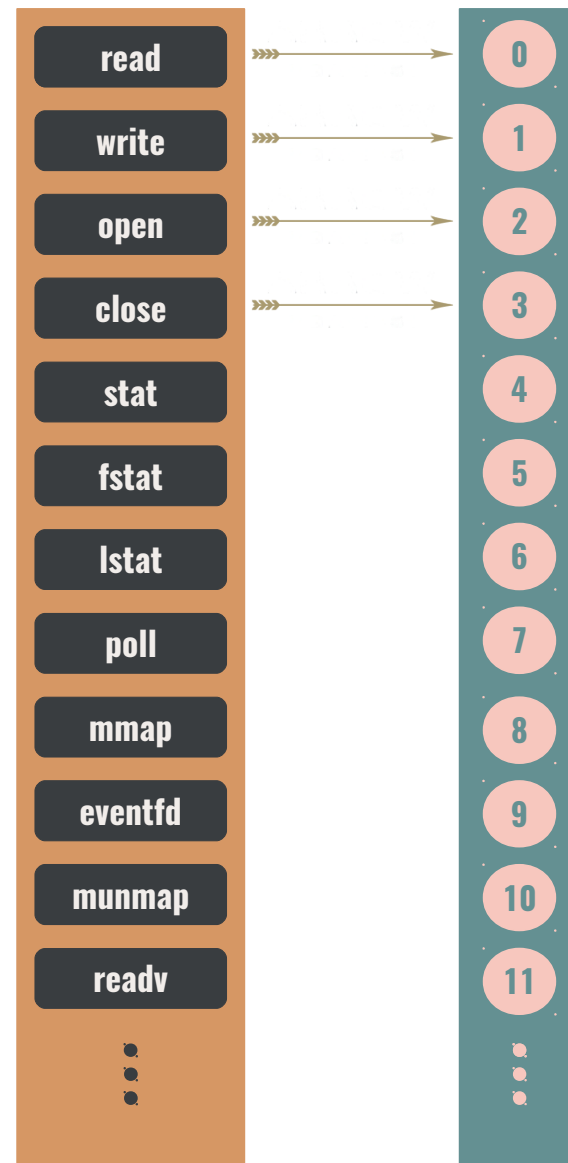 read 0
write 1
open 2
close 3
stat 4
fstat 5
lstat 6
poll 7
mmap 8
eventfd 9
munmap 10
readv 11